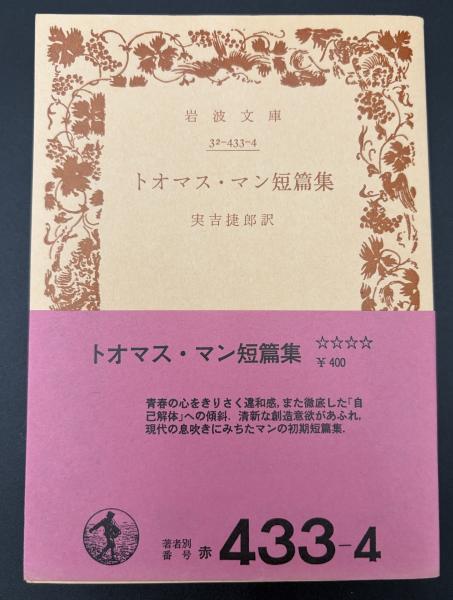 岩波文庫
32-433-4
トオマス・マン短篇集
実吉捷郎訳
トオマス・マン短篇集 ☆☆☆☆
¥400
青春の心をきりさく違和感,また徹底した「自
己解体」への傾斜. 清新な創造意欲があふれ,
現代の息吹きにみちたマンの初期短篇集.
著者別
番号 赤 433-4